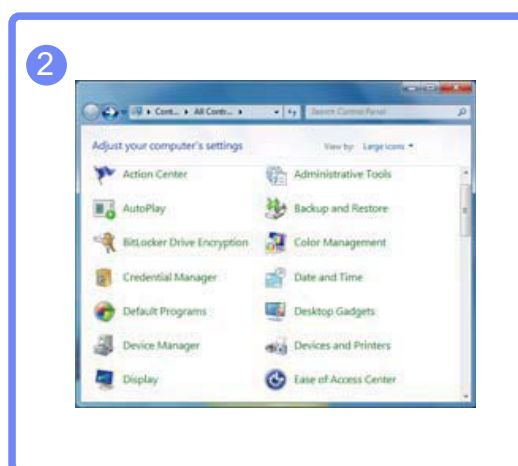 2
Cont... ▸ All Contr... ▸
Search Control Panel
Adjust your computer's settings
View by: Large icons
Action Center
Administrative Tools
AutoPlay
Backup and Restore
BitLocker Drive Encryption
Color Management
Credential Manager
Date and Time
Default Programs
Desktop Gadgets
Device Manager
Devices and Printers
Display
Ease of Access Center